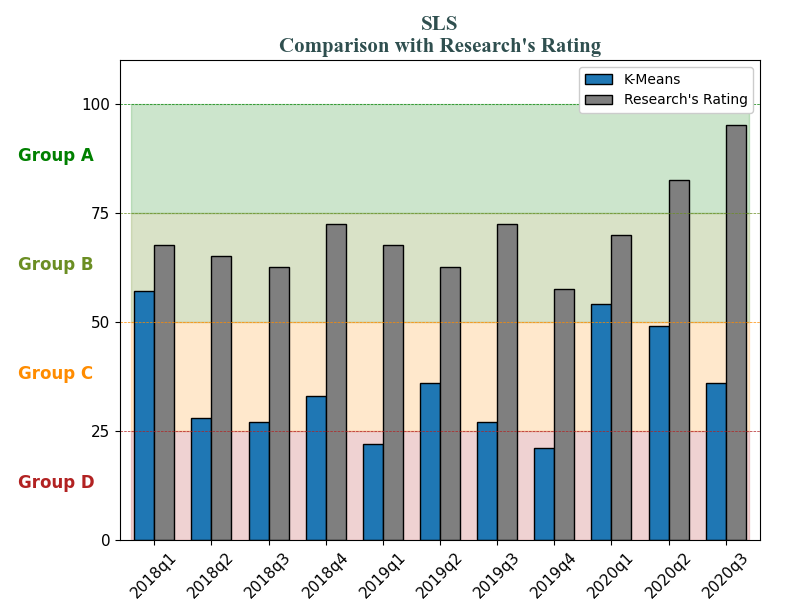 SLS
Comparison with Research's Rating
K-Means
Research's Rating
100
Group A
75
Group B
50
Group C
25
Group D
0
2018q1
2018q2
2018q3
2018q4
2019q1
2019q2
2019q3
2019q4
2020q1
2020q2
2020q3